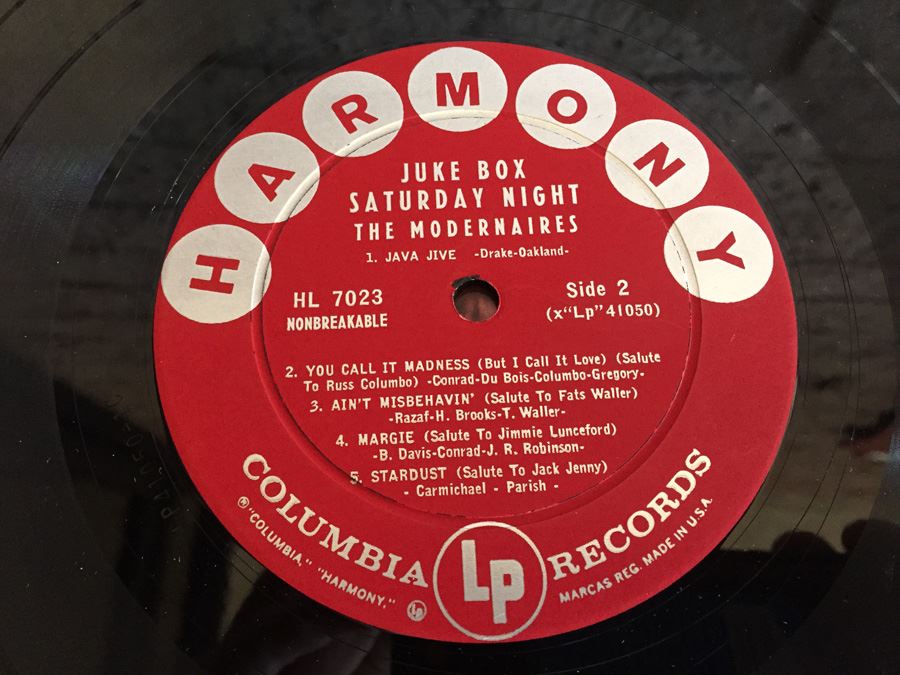 HARMONY
JUKE BOX
SATURDAY NIGHT
THE MODERNAIRES
1. JAVA JIVE -Drake-Oakland-
HL 7023
NONBREAKABLE
Side 2
(x"Lp"41050)
2. YOU CALL IT MADNESS (But I Call It Love) (Salute
To Russ Columbo) -Conrad-Du Bois-Columbo-Gregory-
3. AIN'T MISBEHAVIN' (Salute To Fats Waller)
-Razaf-H. Brooks-T. Waller-
4. MARGIE (Salute To Jimmie Lunceford)
-B. Davis-Conrad-J. R. Robinson-
5. STARDUST (Salute To Jack Jenny)
- Carmichael - Parish -
COLUMBIA Lp RECORDS
® "COLUMBIA," "HARMONY," Lp MARCAS REG. MADE IN U.S.A.